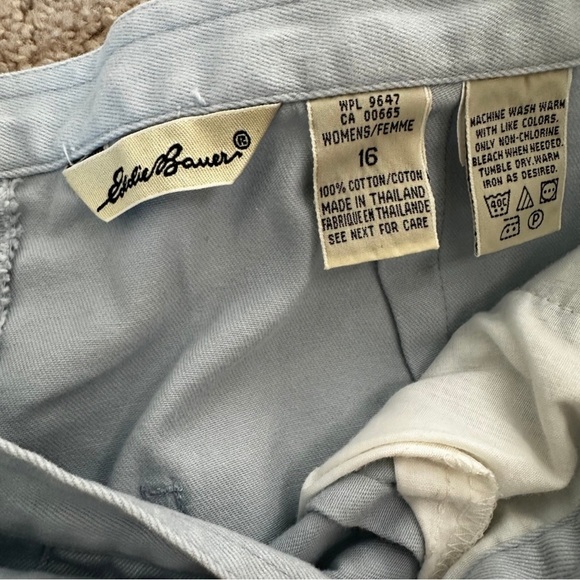 Eddie Bauer®
WPL 9647
CA 00665
WOMENS/FEMME
16
100% COTTON/COTON
MADE IN THAILAND
FABRIQUE EN THAILANDE
SEE NEXT FOR CARE
MACHINE WASH WARM
WITH LIKE COLORS.
ONLY NON-CHLORINE
BLEACH WHEN NEEDED.
TUMBLE DRY.WARM
IRON AS DESIRED.
40C
P